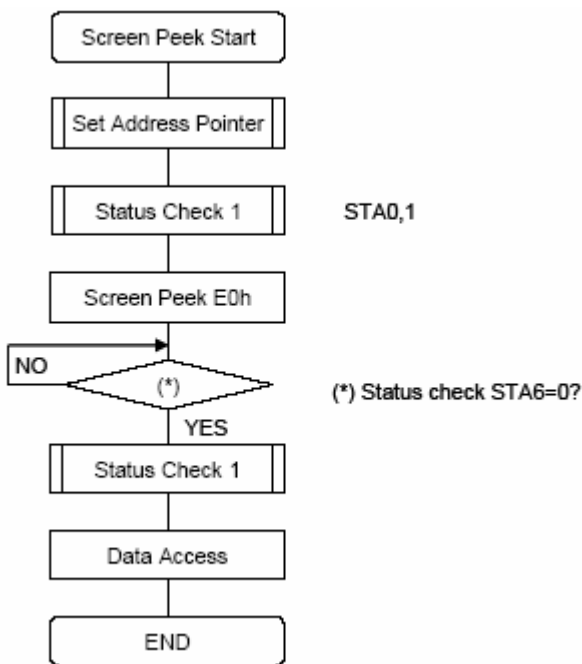 Screen Peek Start
Set Address Pointer
Status Check 1
STA0,1
Screen Peek E0h
NO
(*)
(*) Status check STA6=0?
YES
Status Check 1
Data Access
END